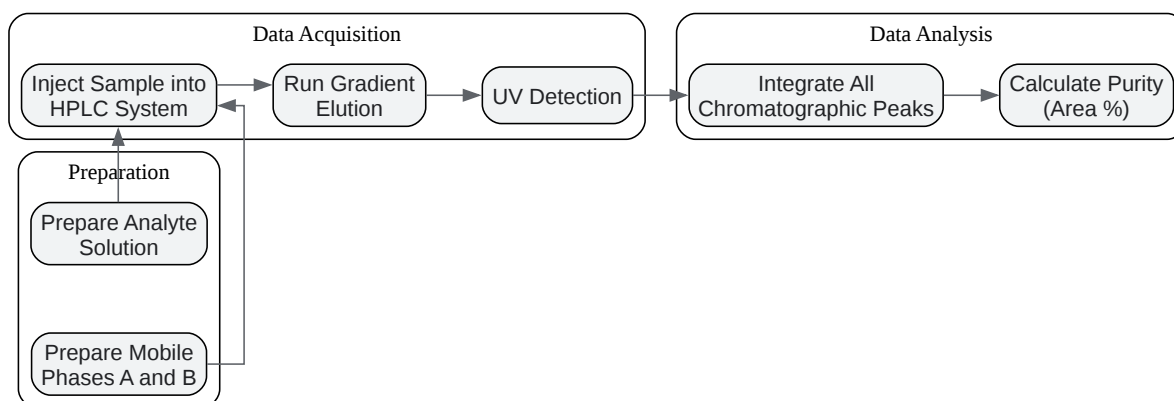 Data Acquisition
Inject Sample into
HPLC System
Run Gradient
Elution
UV Detection
Data Analysis
Integrate All
Chromatographic Peaks
Calculate Purity
(Area %)
Preparation
Prepare Analyte
Solution
Prepare Mobile
Phases A and B